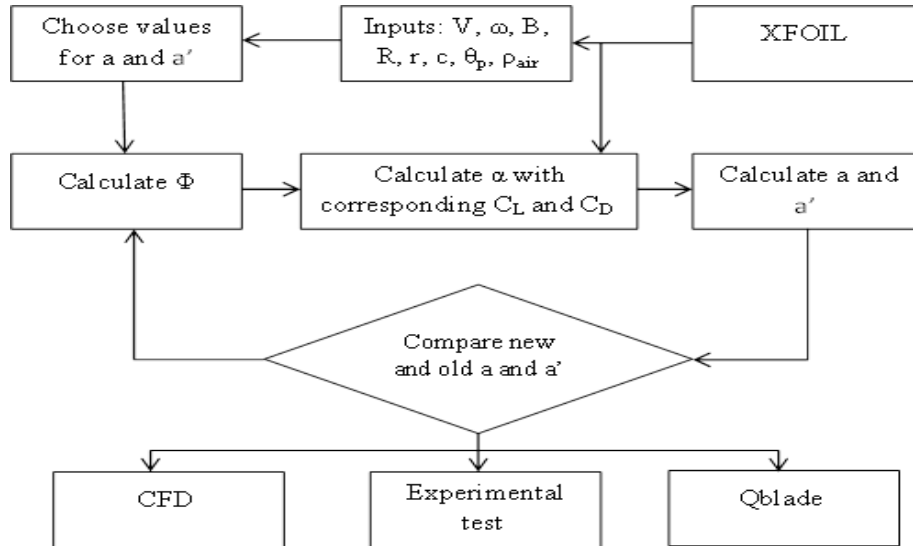 Choose values
for a and a′
Inputs: V, ω, B,
R, r, c, θp, ρair
XFOIL
Calculate Φ
Calculate α with
corresponding CL and CD
Calculate a and
a′
Compare new
and old a and a′
CFD
Experimental
test
Qblade